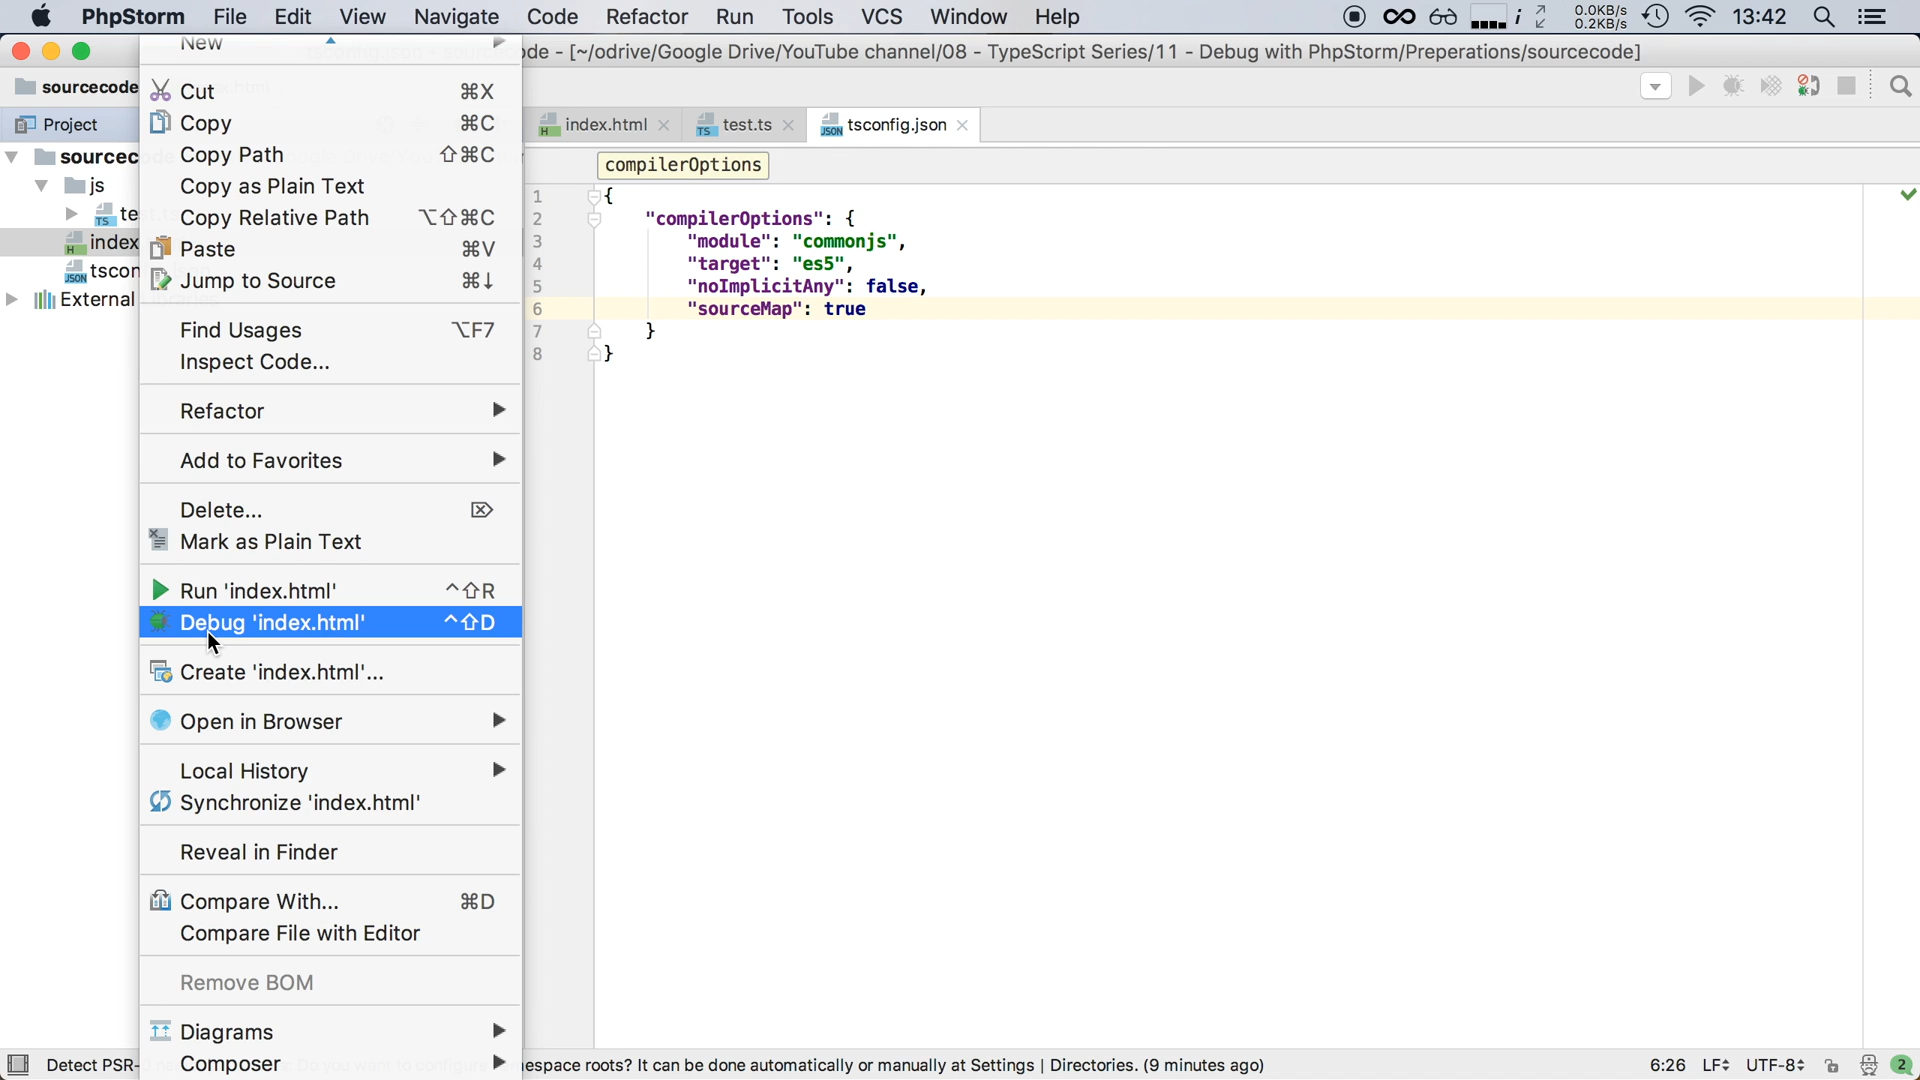 PhpStorm File Edit View Navigate Code Refactor Run Tools VCS Window Help 0.0KB/s 0.2KB/s 13:42
de - [~/odrive/Google Drive/YouTube channel/08 - TypeScript Series/11 - Debug with PhpStorm/Preperations/sourcecode]
sourcecode
Project
index.html test.ts tsconfig.json
sourcec
js
te
index
tscon
External
New
Cut ⌘X
Copy ⌘C
Copy Path ⇧⌘C
Copy as Plain Text
Copy Relative Path ⌥⇧⌘C
Paste ⌘V
Jump to Source ⌘↓
Find Usages ⌥F7
Inspect Code...
Refactor
Add to Favorites
Delete... ⌦
Mark as Plain Text
Run 'index.html' ^⇧R
Debug 'index.html' ^⇧D
Create 'index.html'...
Open in Browser
Local History
Synchronize 'index.html'
Reveal in Finder
Compare With... ⌘D
Compare File with Editor
Remove BOM
Diagrams
Composer
compilerOptions
1 {
2 "compilerOptions": {
3 "module": "commonjs",
4 "target": "es5",
5 "noImplicitAny": false,
6 "sourceMap": true
7 }
8 }
Detect PSR- espace roots? It can be done automatically or manually at Settings | Directories. (9 minutes ago) 6:26 LF UTF-8 2